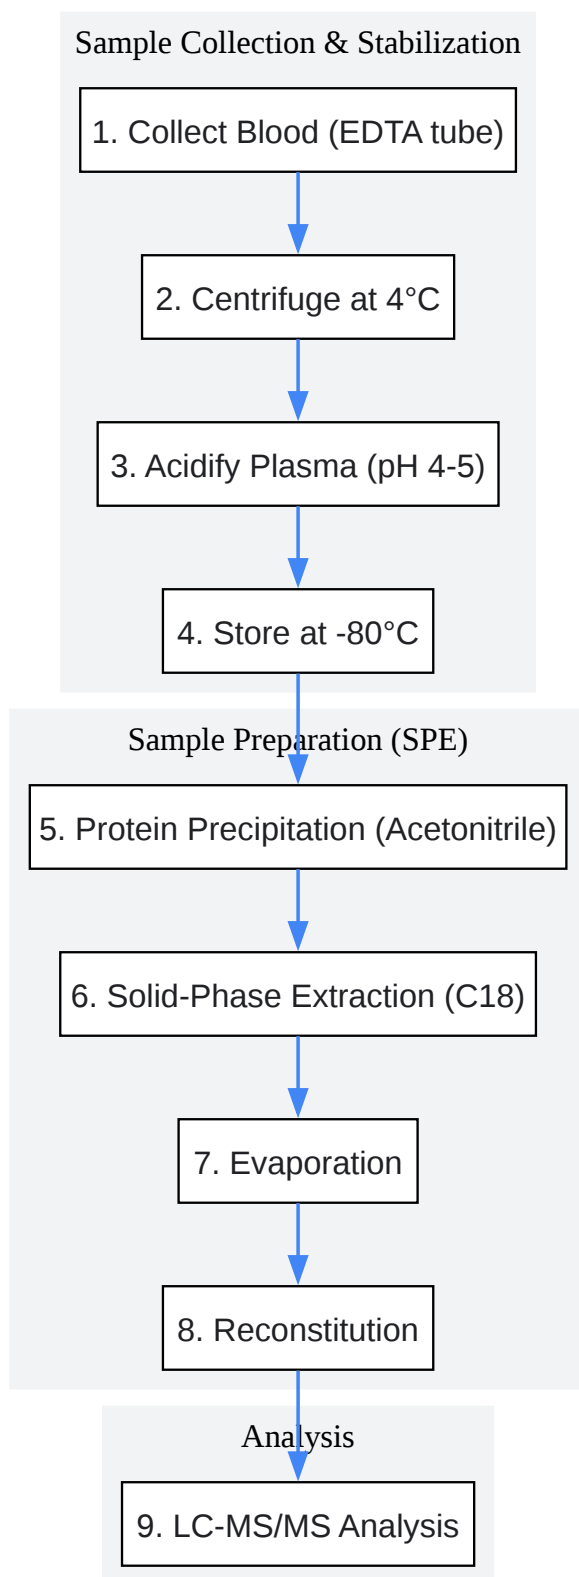 Sample Collection & Stabilization
1. Collect Blood (EDTA tube)
2. Centrifuge at 4°C
3. Acidify Plasma (pH 4-5)
4. Store at -80°C
Sample Preparation (SPE)
5. Protein Precipitation (Acetonitrile)
6. Solid-Phase Extraction (C18)
7. Evaporation
8. Reconstitution
Analysis
9. LC-MS/MS Analysis